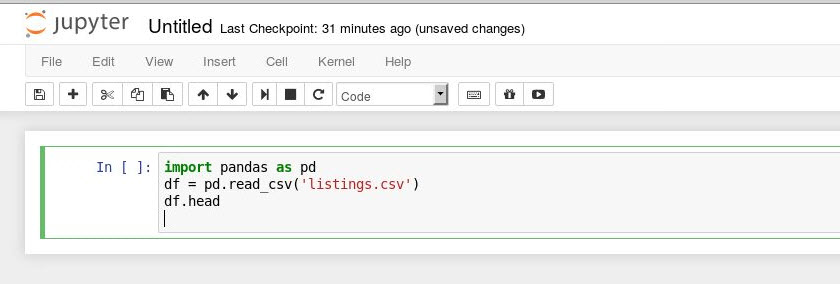 jupyter Untitled Last Checkpoint: 31 minutes ago (unsaved changes)
File Edit View Insert Cell Kernel Help
Code
In [ ]: import pandas as pd
df = pd.read_csv('listings.csv')
df.head